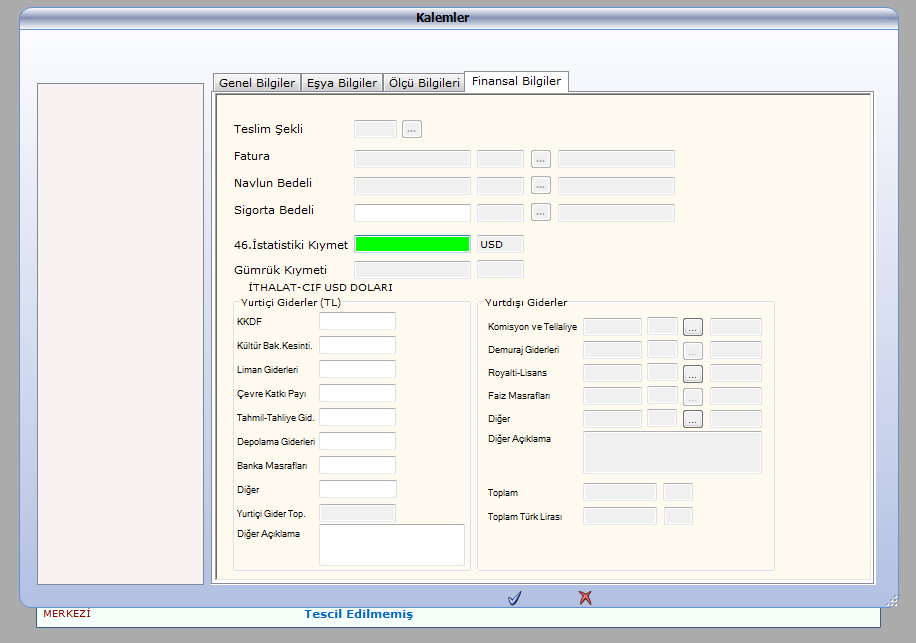 Kalemler
Genel Bilgiler Eşya Bilgiler Ölçü Bilgileri Finansal Bilgiler
Teslim Şekli ...
Fatura ...
Navlun Bedeli ...
Sigorta Bedeli ...
46.İstatistiki Kıymet USD
Gümrük Kıymeti
İTHALAT-CIF USD DOLARI
Yurtiçi Giderler (TL)
KKDF
Kültür Bak.Kesinti.
Liman Giderleri
Çevre Katkı Payı
Tahmil-Tahliye Gid.
Depolama Giderleri
Banka Masrafları
Diğer
Yurtiçi Gider Top.
Diğer Açıklama
Yurtdışı Giderler
Komisyon ve Tellaliye ...
Demuraj Giderleri ...
Royalti-Lisans ...
Faiz Masrafları ...
Diğer ...
Diğer Açıklama
Toplam
Toplam Türk Lirası
MERKEZİ Tescil Edilmemiş